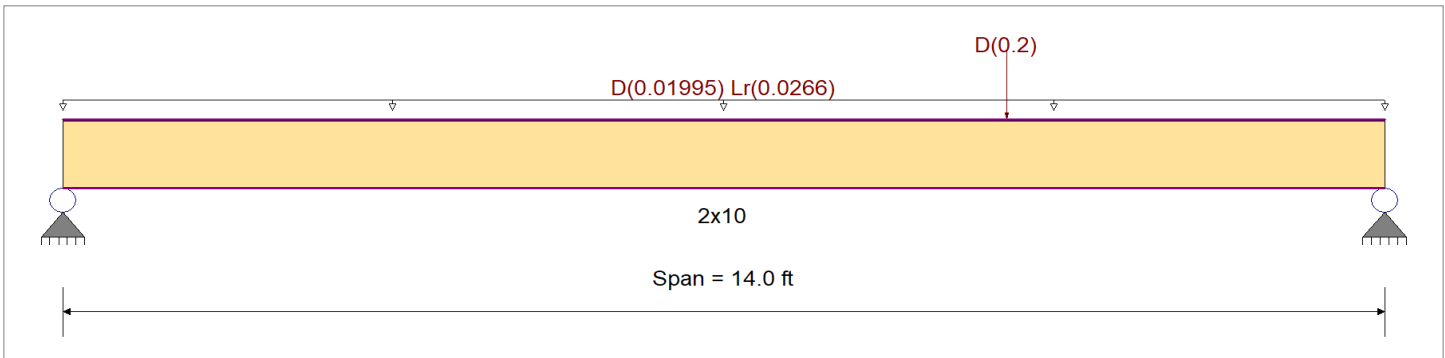 D(0.2)
D(0.01995) Lr(0.0266)
2x10
Span = 14.0 ft